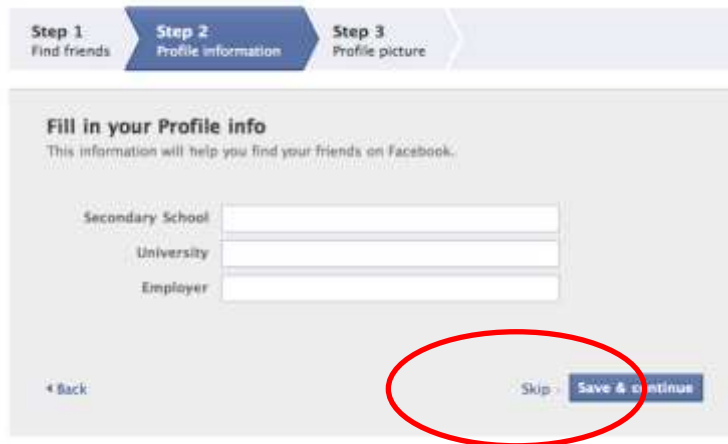 Step 1
Find friends
Step 2
Profile information
Step 3
Profile picture
Fill in your Profile info
This information will help you find your friends on Facebook.
Secondary School
University
Employer
Back
Skip - Save & continue